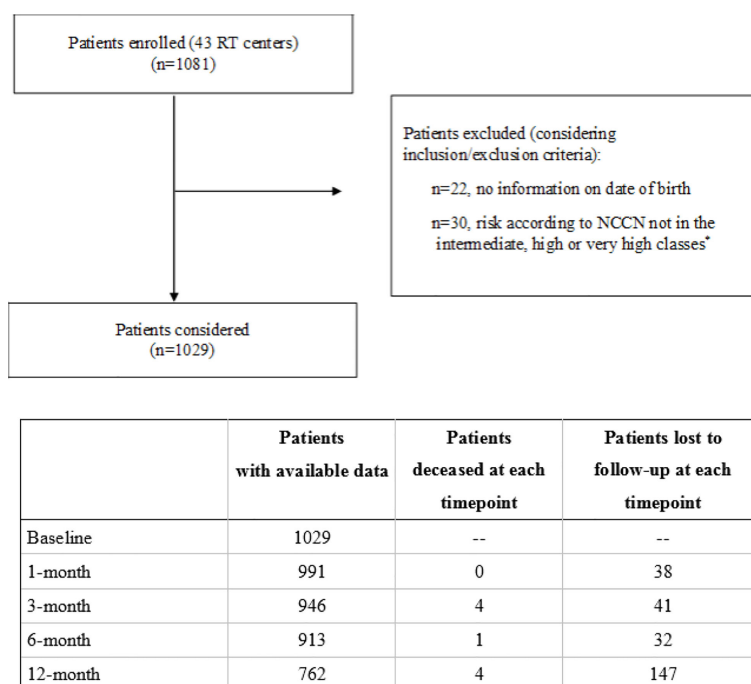 Patients enrolled (43 RT centers)
(n=1081)
Patients excluded (considering
inclusion/exclusion criteria):
n=22, no information on date of birth
n=30, risk according to NCCN not in the
intermediate, high or very high classes*
Patients considered
(n=1029)
Patients
with available data
Patients
deceased at each
timepoint
Patients lost to
follow-up at each
timepoint
Baseline 1029 -- --
1-month 991 0 38
3-month 946 4 41
6-month 913 1 32
12-month 762 4 147